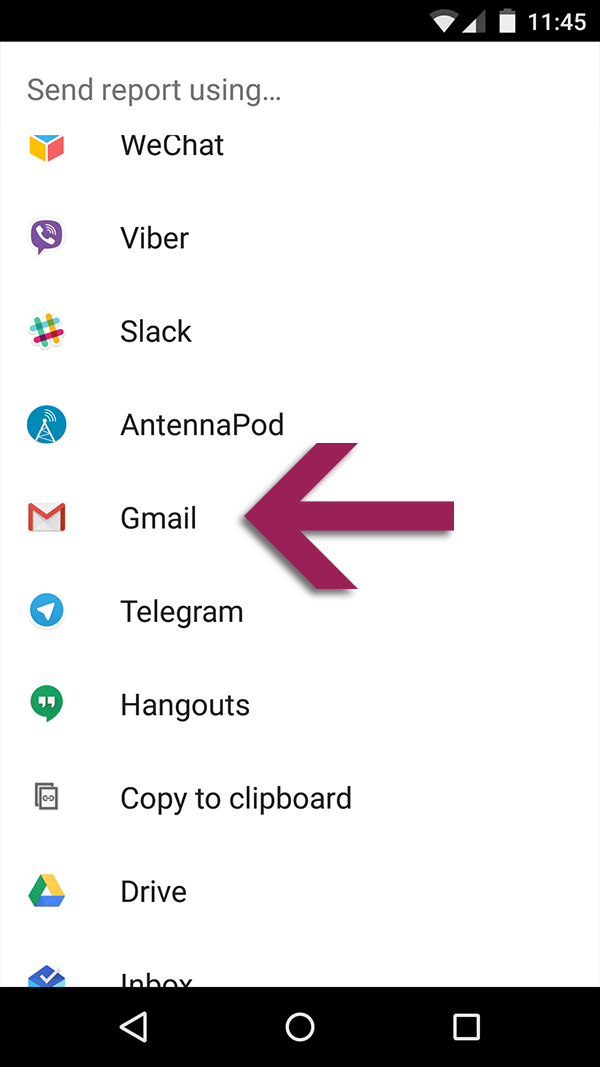 11:45
Send report using...
WeChat
Viber
Slack
AntennaPod
Gmail
Telegram
Hangouts
Copy to clipboard
Drive
Inbox